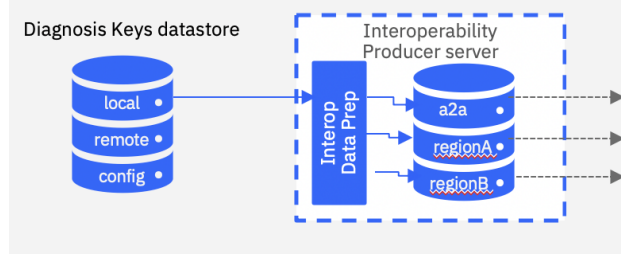 Diagnosis Keys datastore
local
remote
config
Interoperability
Producer server
Interop
Data Prep
a2a
regionA
regionB